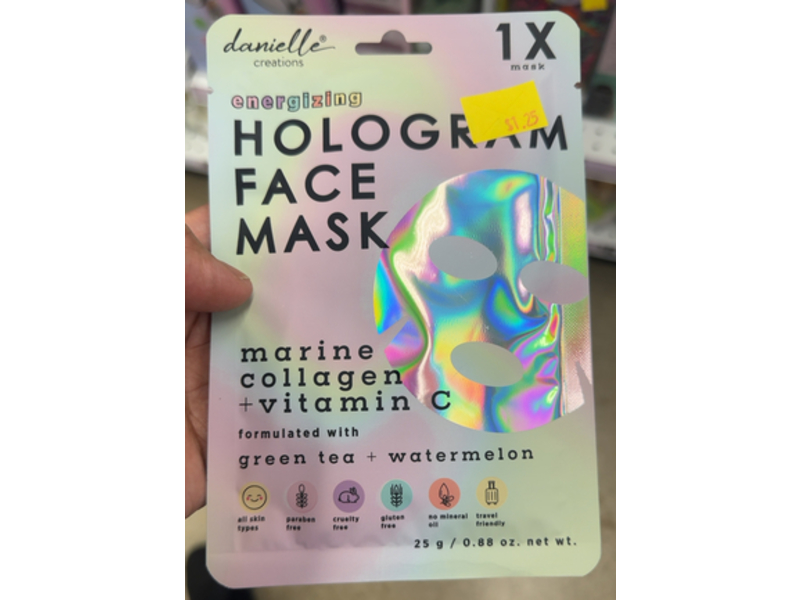 danielle®
creations
1X
mask
energizing
$1.25
HOLOGRAM
FACE
MASK
marine
collagen
+vitamin C
formulated with
green tea + watermelon
all skin types
paraben free
cruelty free
gluten free
no mineral oil
travel friendly
25 g / 0.88 oz. net wt.